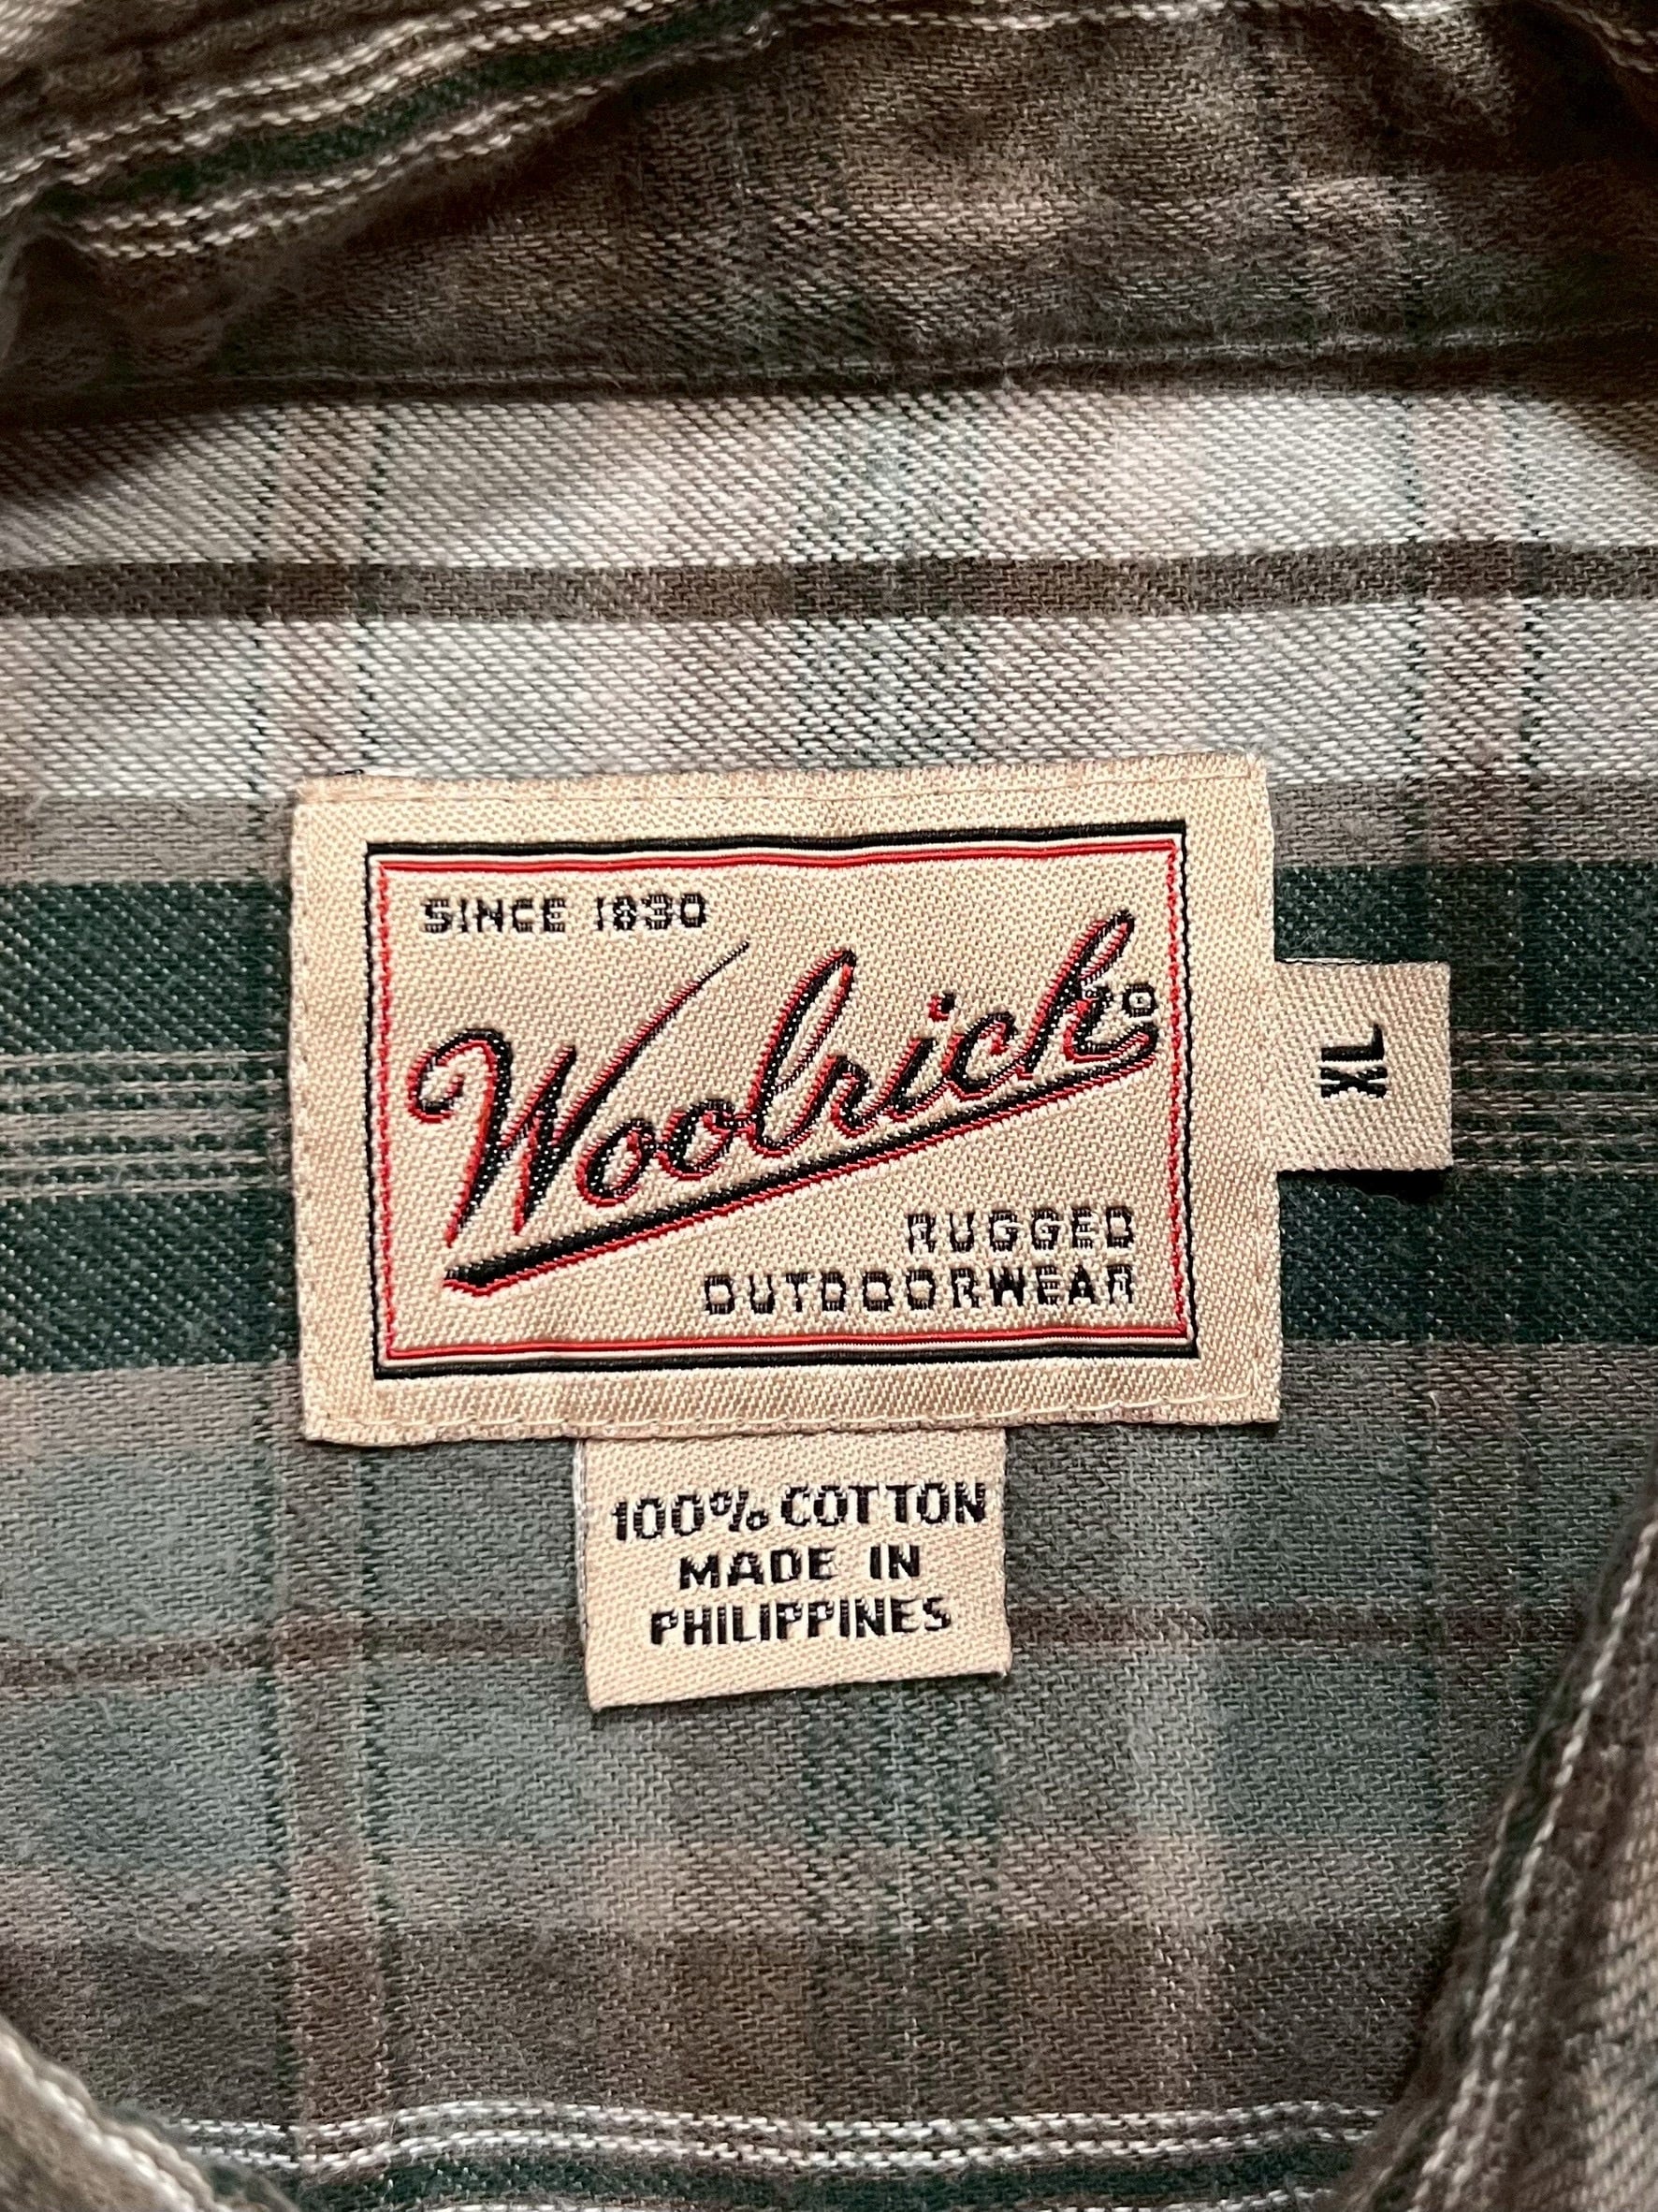 SINCE 1830
Woolrich®
RUGGED
OUTDOORWEAR
XL
100% COTTON
MADE IN
PHILIPPINES